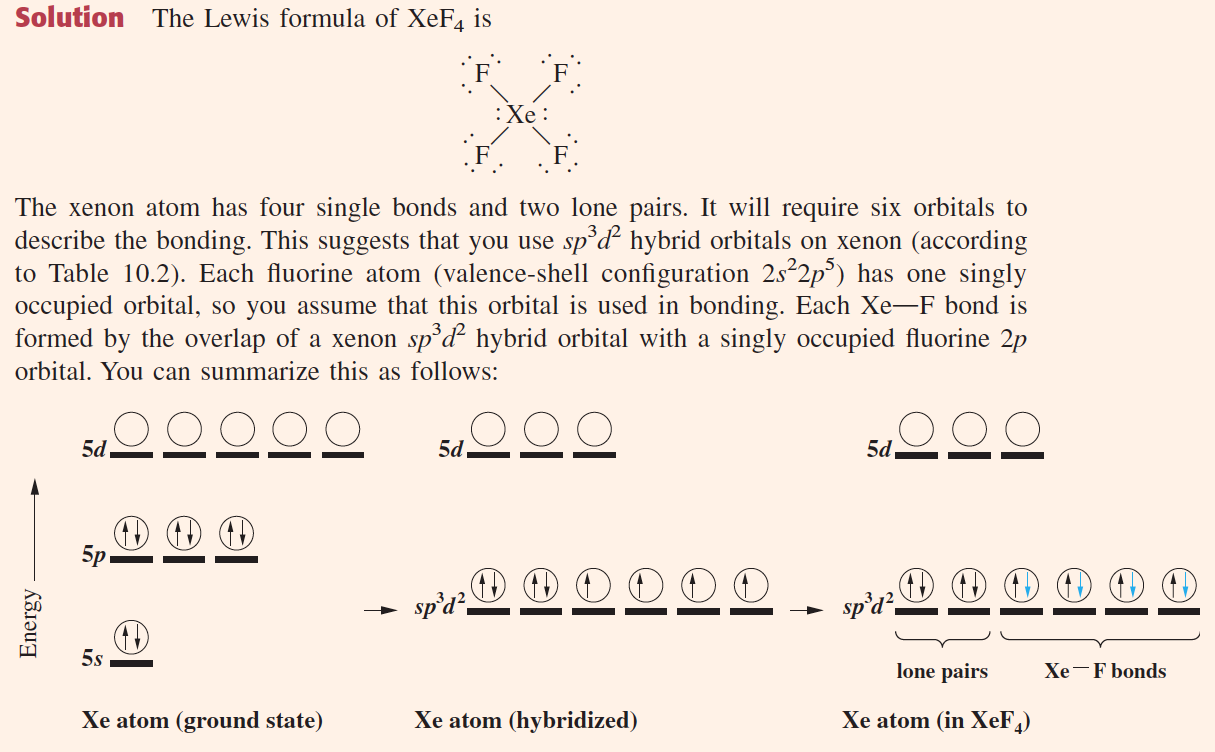 Solution The Lewis formula of XeF₄ is
F F
:Xe:
F F
The xenon atom has four single bonds and two lone pairs. It will require six orbitals to
describe the bonding. This suggests that you use sp³d² hybrid orbitals on xenon (according
to Table 10.2). Each fluorine atom (valence-shell configuration 2s²2p⁵) has one singly
occupied orbital, so you assume that this orbital is used in bonding. Each Xe—F bond is
formed by the overlap of a xenon sp³d² hybrid orbital with a singly occupied fluorine 2p
orbital. You can summarize this as follows:
5d 5d 5d
5p
sp³d² sp³d²
5s
Energy
lone pairs Xe—F bonds
Xe atom (ground state) Xe atom (hybridized) Xe atom (in XeF₄)